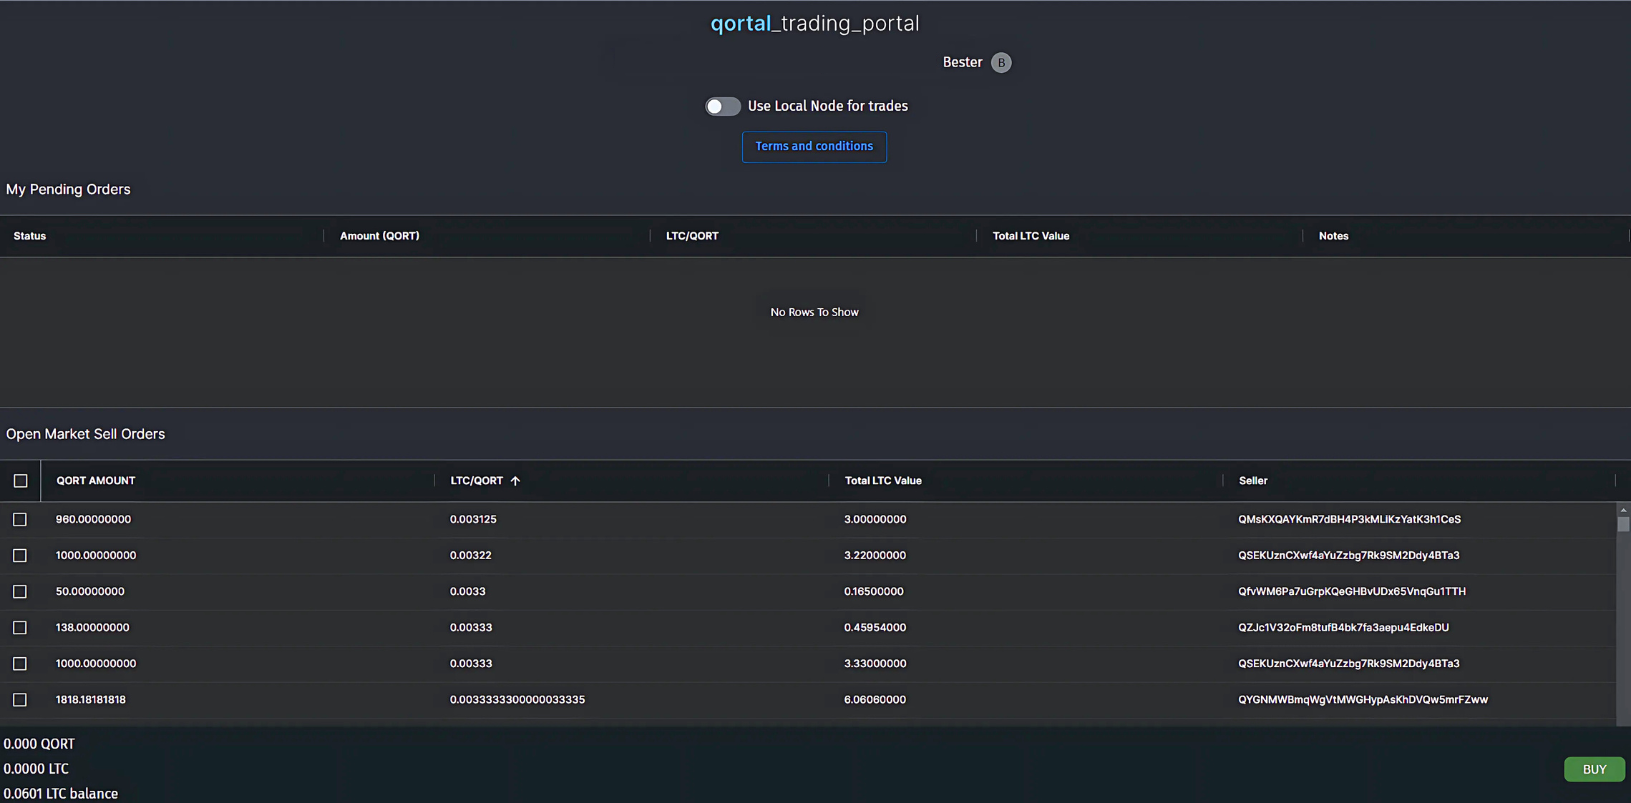 qortal_trading_portal
Bester B
Use Local Node for trades
Terms and conditions
My Pending Orders
Status Amount (QORT) LTC/QORT Total LTC Value Notes
No Rows To Show
Open Market Sell Orders
QORT AMOUNT LTC/QORT Total LTC Value Seller
960.00000000 0.003125 3.00000000 QMsKXQAYKmR7dBH4P3kMLiKzYatK3h1CeS
1000.00000000 0.00322 3.22000000 QSEKUznCXwf4aYuZzbg7Rk9SM2Ddy4BTa3
50.00000000 0.0033 0.16500000 QfvWM6Pa7uGrpKQeGHBvUDx65VnqGu1TTH
138.00000000 0.00333 0.45954000 QZJc1V32oFm8tufB4bk7fa3aepu4EdkeDU
1000.00000000 0.00333 3.33000000 QSEKUznCXwf4aYuZzbg7Rk9SM2Ddy4BTa3
1818.18181818 0.0033333300000033335 6.06060000 QYGNMWBmqWgVtMWGHypAsKhDVQw5mrFZww
0.000 QORT
0.0000 LTC
0.0601 LTC balance
BUY